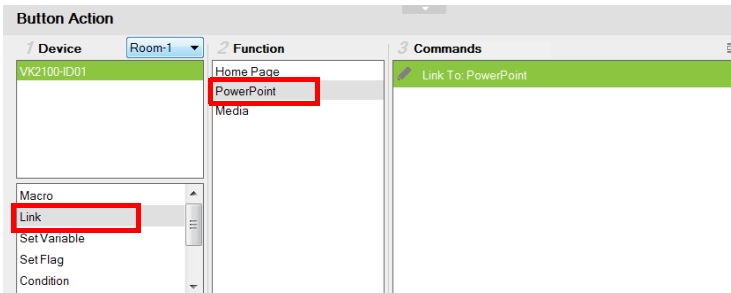 Button Action
1 Device Room-1
2 Function
3 Commands
VK2100-ID01
Macro
Link
Set Variable
Set Flag
Condition
Home Page
PowerPoint
Media
Link To: PowerPoint